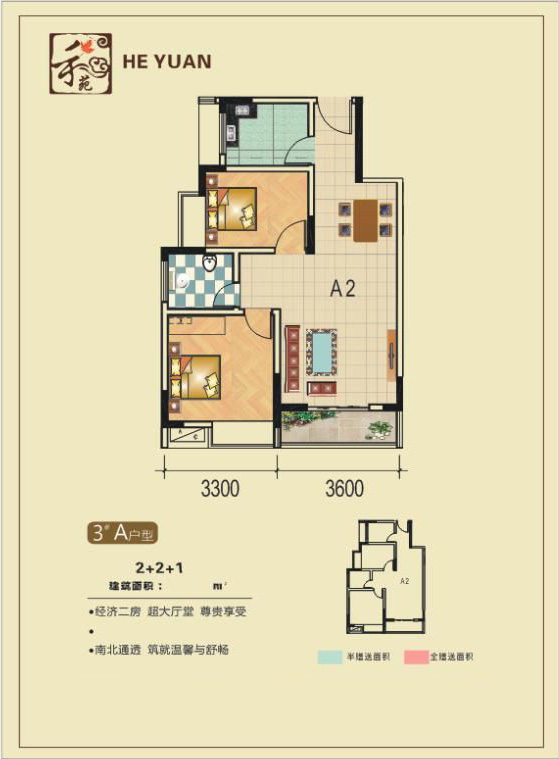 禾苑 HE YUAN
A2
A
C
3300 3600
3# A户型
2+2+1
建筑面积： m²
●经济二房 超大厅堂 尊贵享受
●
●南北通透 筑就温馨与舒畅
A2
半赠送面积 全赠送面积